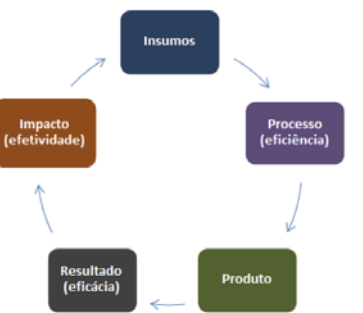 Insumos
Processo
(eficiência)
Produto
Resultado
(eficácia)
Impacto
(efetividade)